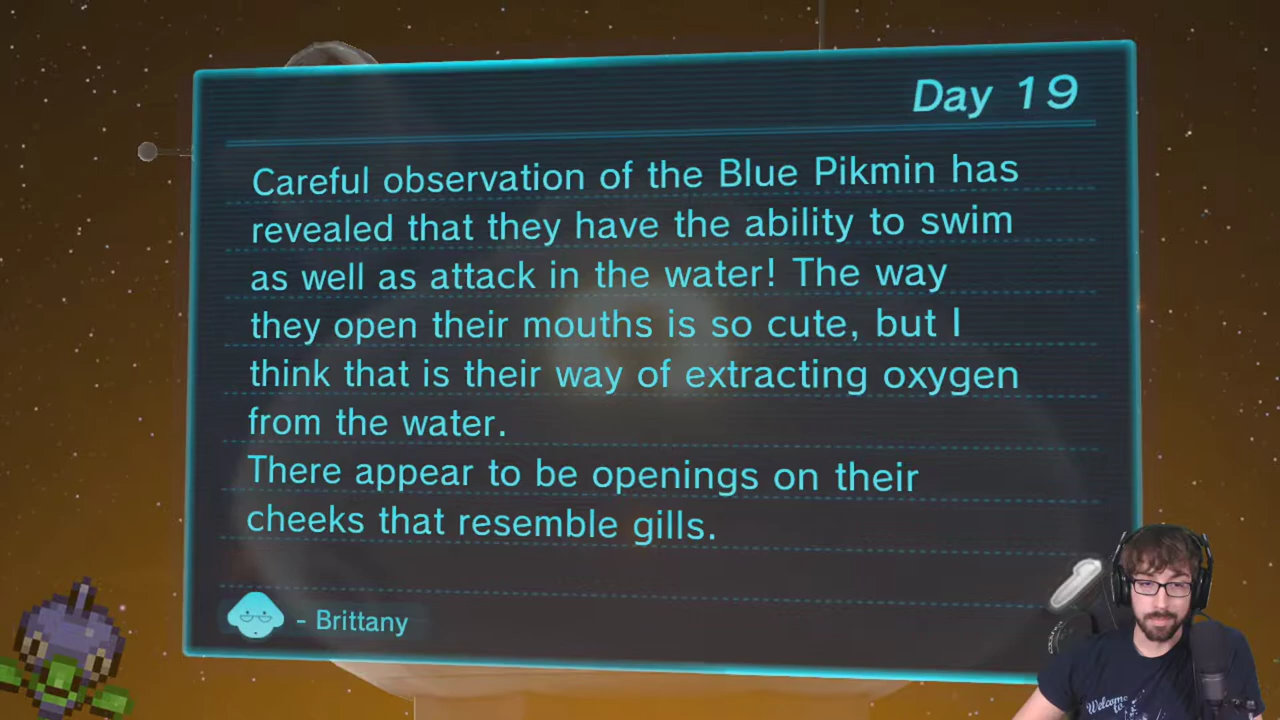 Day 19
Careful observation of the Blue Pikmin has
revealed that they have the ability to swim
as well as attack in the water! The way
they open their mouths is so cute, but I
think that is their way of extracting oxygen
from the water.
There appear to be openings on their
cheeks that resemble gills.
- Brittany
Welcome
to